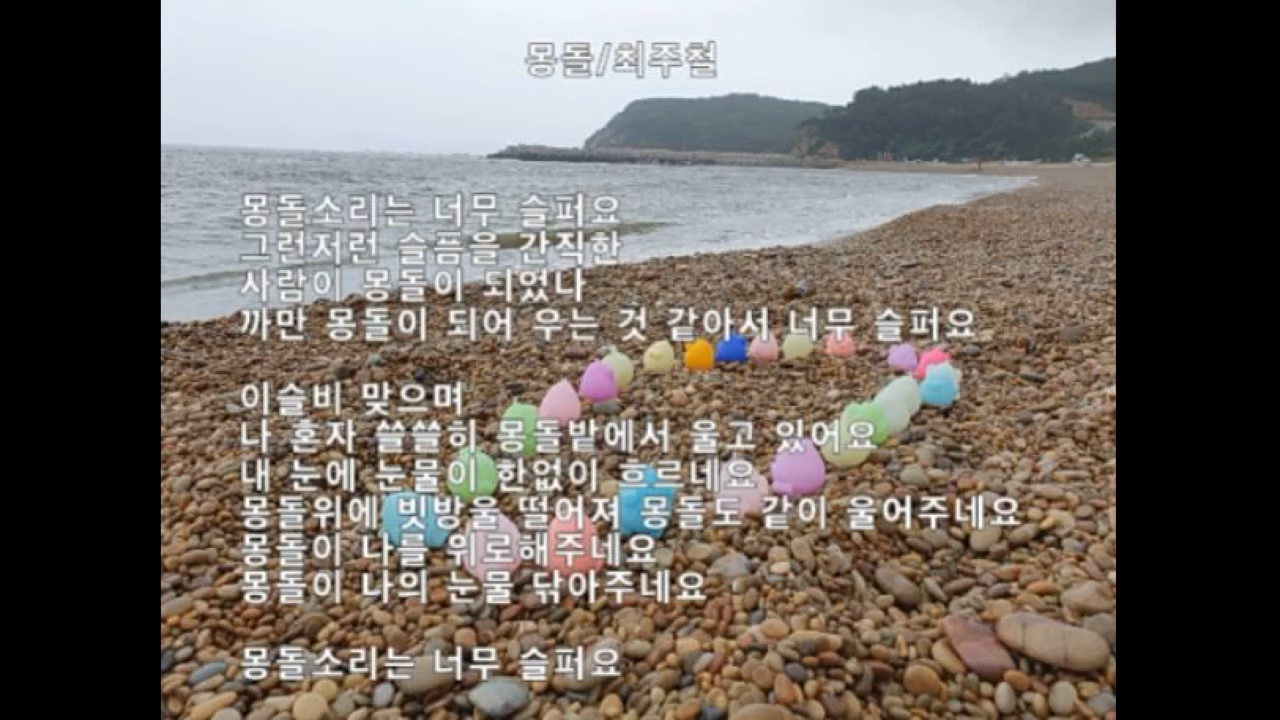 몽돌/최주철
몽돌소리는 너무 슬퍼요
그런저런 슬픔을 간직한
사람이 몽돌이 되었나
까만 몽돌이 되어 우는 것 같아서 너무 슬퍼요
이슬비 맞으며
나 혼자 쓸쓸히 몽돌밭에서 울고 있어요
내 눈에 눈물이 한없이 흐르네요
몽돌위에 빗방울 떨어져 몽돌도 같이 울어주네요
몽돌이 나를 위로해주네요
몽돌이 나의 눈물 닦아주네요
몽돌소리는 너무 슬퍼요